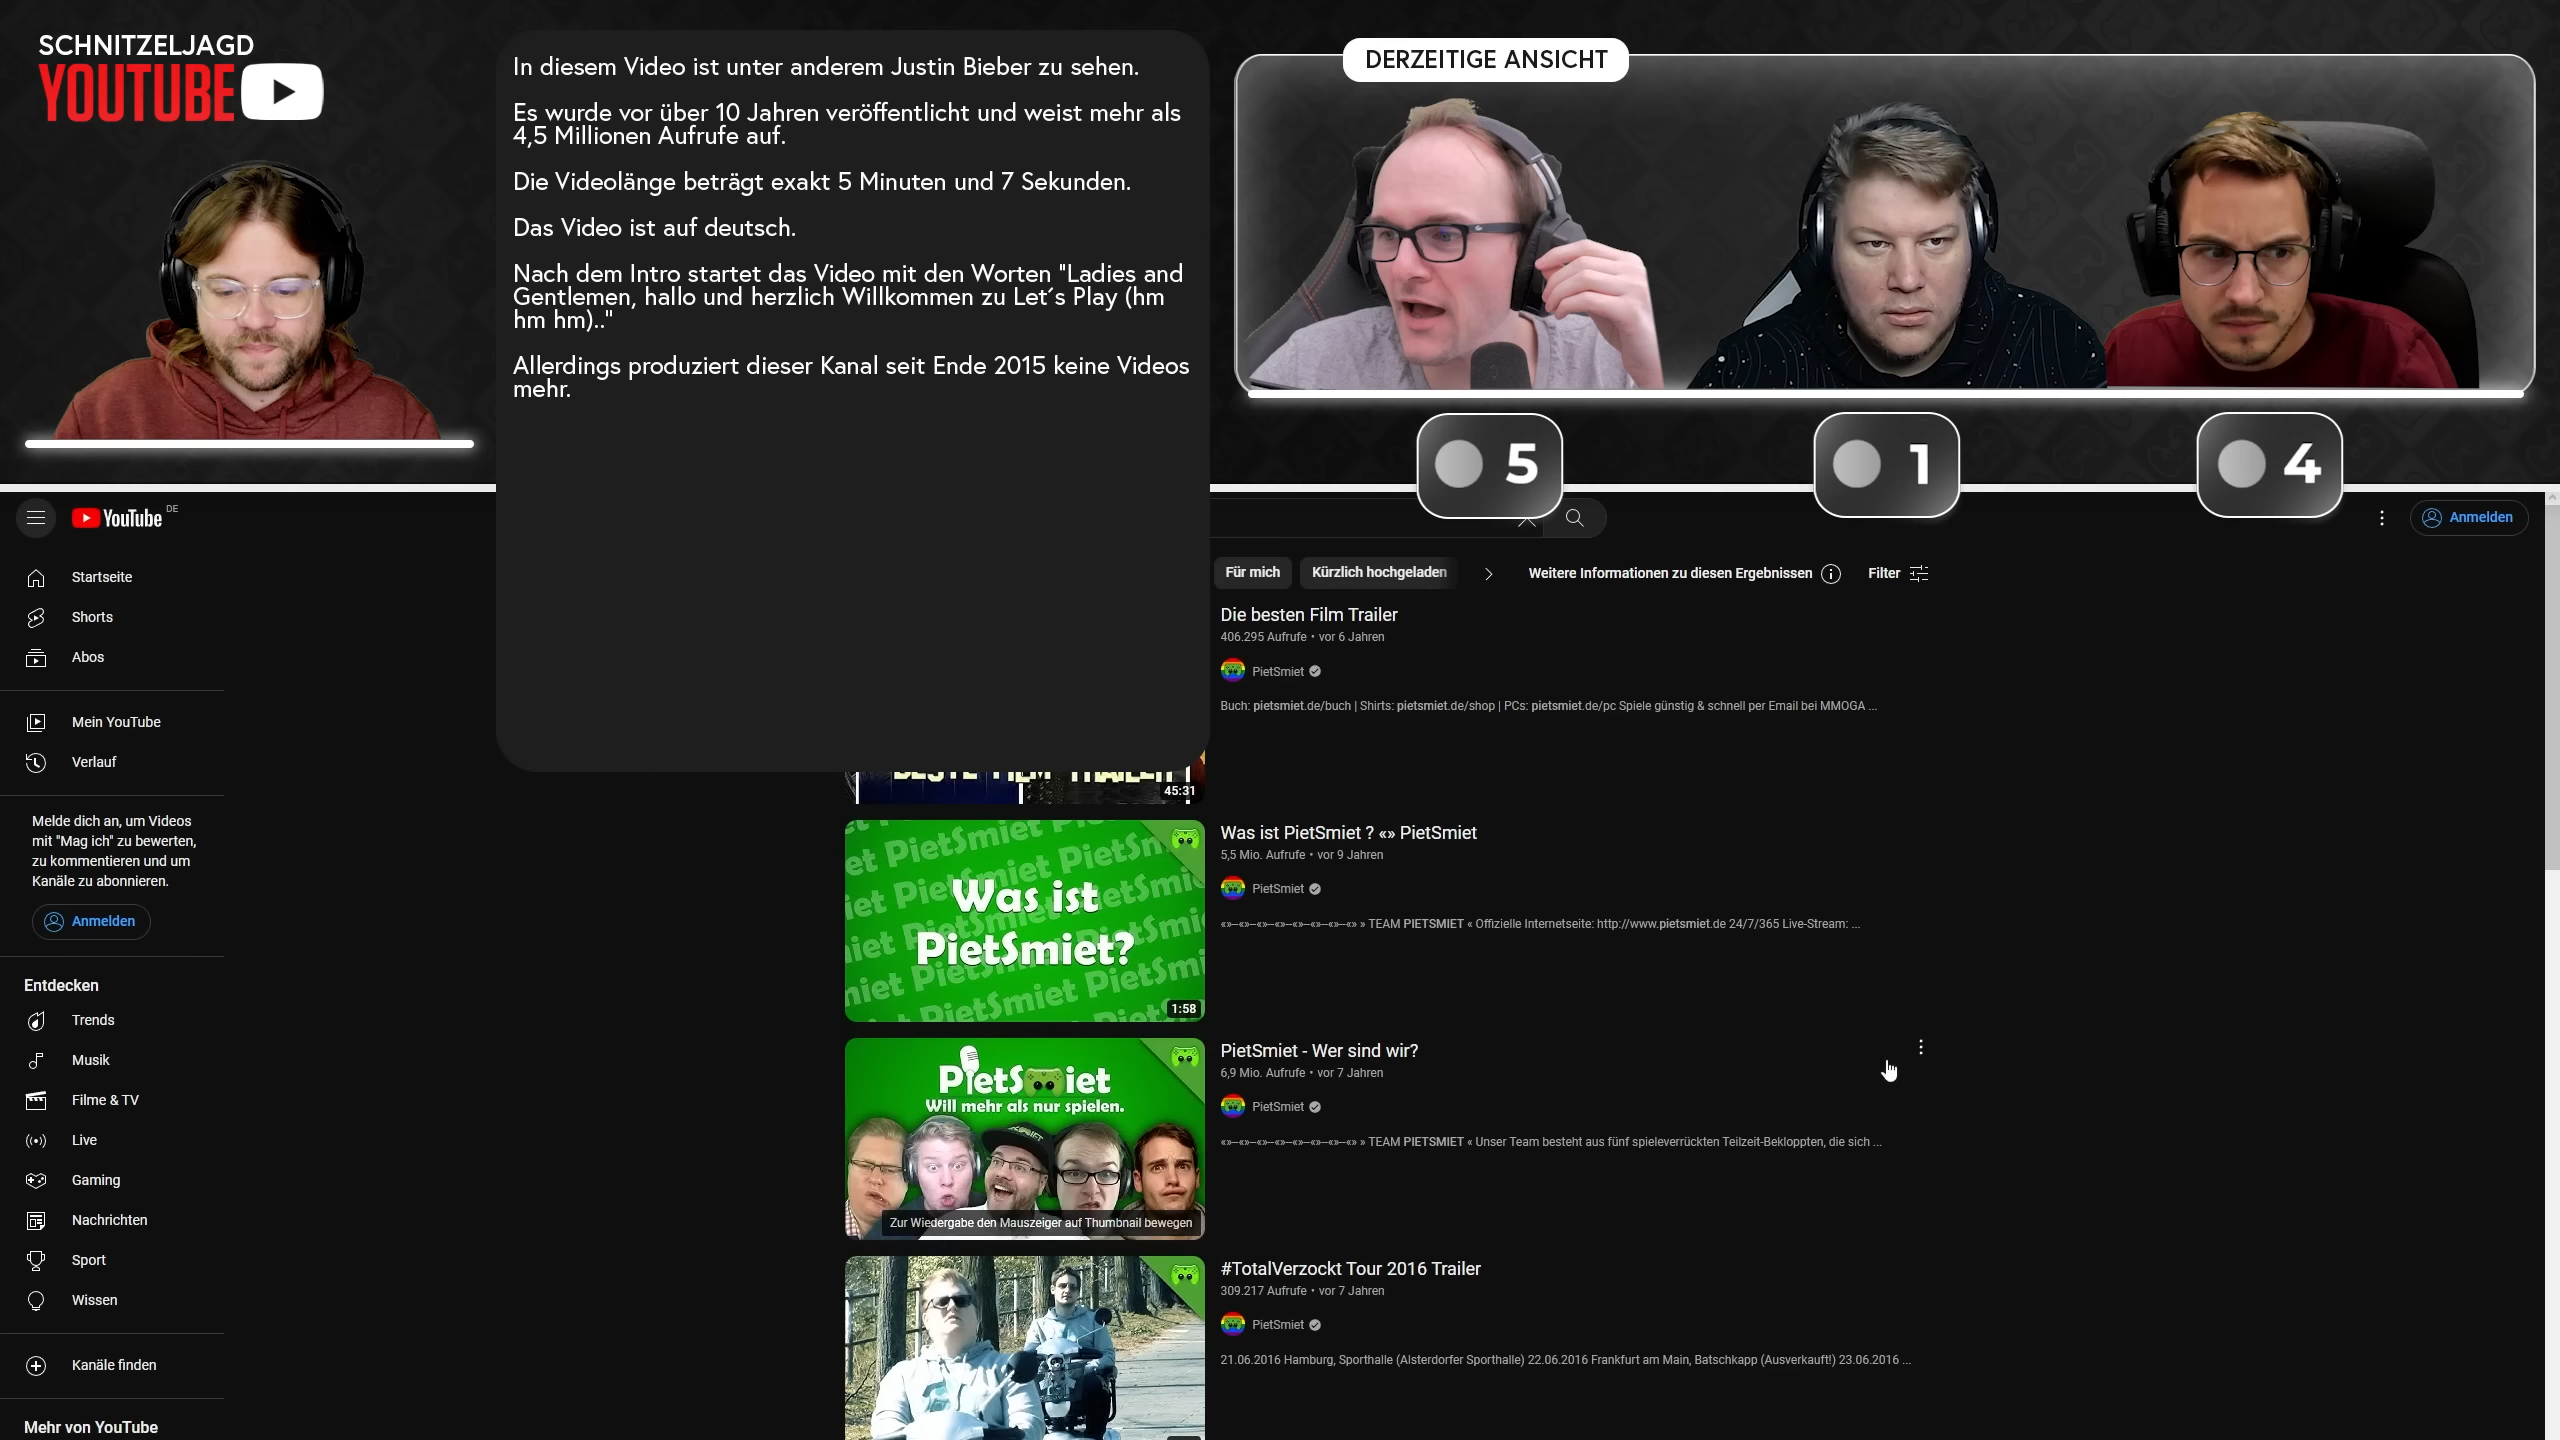 SCHNITZELJAGD
YOUTUBE
In diesem Video ist unter anderem Justin Bieber zu sehen.
Es wurde vor über 10 Jahren veröffentlicht und weist mehr als
4,5 Millionen Aufrufe auf.
Die Videolänge beträgt exakt 5 Minuten und 7 Sekunden.
Das Video ist auf deutsch.
Nach dem Intro startet das Video mit den Worten "Ladies and
Gentlemen, hallo und herzlich Willkommen zu Let´s Play (hm
hm hm).."
Allerdings produziert dieser Kanal seit Ende 2015 keine Videos
mehr.
DERZEITIGE ANSICHT
5
1
4
YouTube DE
Anmelden
Startseite
Shorts
Abos
Mein YouTube
Verlauf
Melde dich an, um Videos
mit "Mag ich" zu bewerten,
zu kommentieren und um
Kanäle zu abonnieren.
Anmelden
Entdecken
Trends
Musik
Filme & TV
Live
Gaming
Nachrichten
Sport
Wissen
Kanäle finden
Mehr von YouTube
Für mich
Kürzlich hochgeladen
Weitere Informationen zu diesen Ergebnissen
Filter
45:31
Die besten Film Trailer
406.295 Aufrufe • vor 6 Jahren
PietSmiet
Buch: pietsmiet.de/buch | Shirts: pietsmiet.de/shop | PCs: pietsmiet.de/pc Spiele günstig & schnell per Email bei MMOGA ...
Was ist
PietSmiet?
1:58
Was ist PietSmiet ? «» PietSmiet
5,5 Mio. Aufrufe • vor 9 Jahren
PietSmiet
«»–«»–«»–«»–«»–«»–«»–«» » TEAM PIETSMIET « Offizielle Internetseite: http://www.pietsmiet.de 24/7/365 Live-Stream: ...
PietSmiet
Will mehr als nur spielen.
Zur Wiedergabe den Mauszeiger auf Thumbnail bewegen
PietSmiet - Wer sind wir?
6,9 Mio. Aufrufe • vor 7 Jahren
PietSmiet
«»–«»–«»–«»–«»–«»–«»–«» » TEAM PIETSMIET « Unser Team besteht aus fünf spieleverrückten Teilzeit-Bekloppten, die sich ...
#TotalVerzockt Tour 2016 Trailer
309.217 Aufrufe • vor 7 Jahren
PietSmiet
21.06.2016 Hamburg, Sporthalle (Alsterdorfer Sporthalle) 22.06.2016 Frankfurt am Main, Batschkapp (Ausverkauft!) 23.06.2016 ...